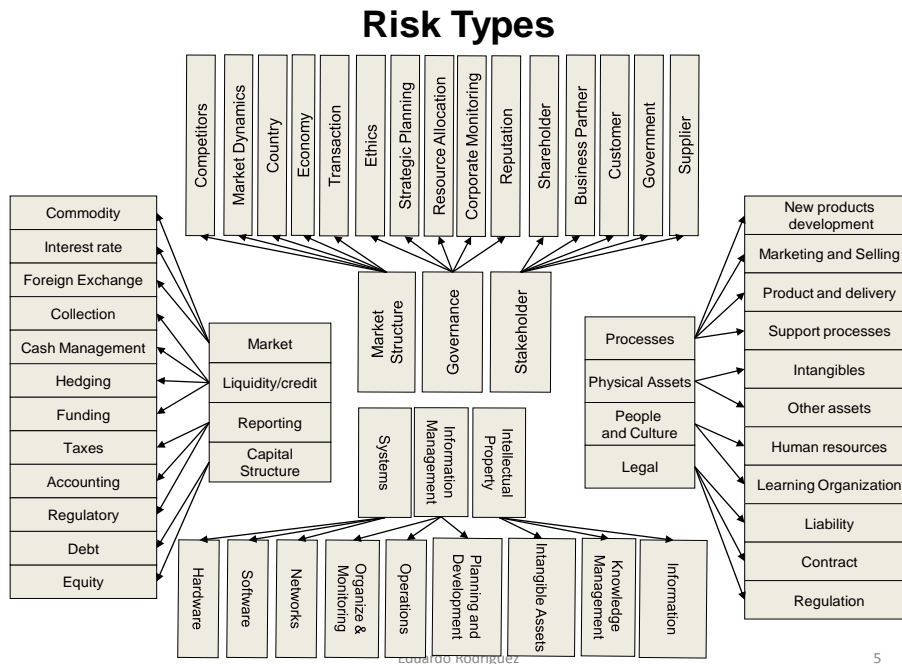 Risk Types
Competitors
Market Dynamics
Country
Economy
Transaction
Ethics
Strategic Planning
Resource Allocation
Corporate Monitoring
Reputation
Shareholder
Business Partner
Customer
Government
Supplier
Commodity
Interest rate
Foreign Exchange
Collection
Cash Management
Hedging
Funding
Taxes
Accounting
Regulatory
Debt
Equity
Market
Liquidity/credit
Reporting
Capital
Structure
Market
Structure
Governance
Stakeholder
Systems
Information
Management
Intellectual
Property
Processes
Physical Assets
People
and Culture
Legal
New products
development
Marketing and Selling
Product and delivery
Support processes
Intangibles
Other assets
Human resources
Learning Organization
Liability
Contract
Regulation
Hardware
Software
Networks
Organize &
Monitoring
Operations
Planning and
Development
Intangible Assets
Knowledge
Management
Information
Eduardo Rodriguez
5